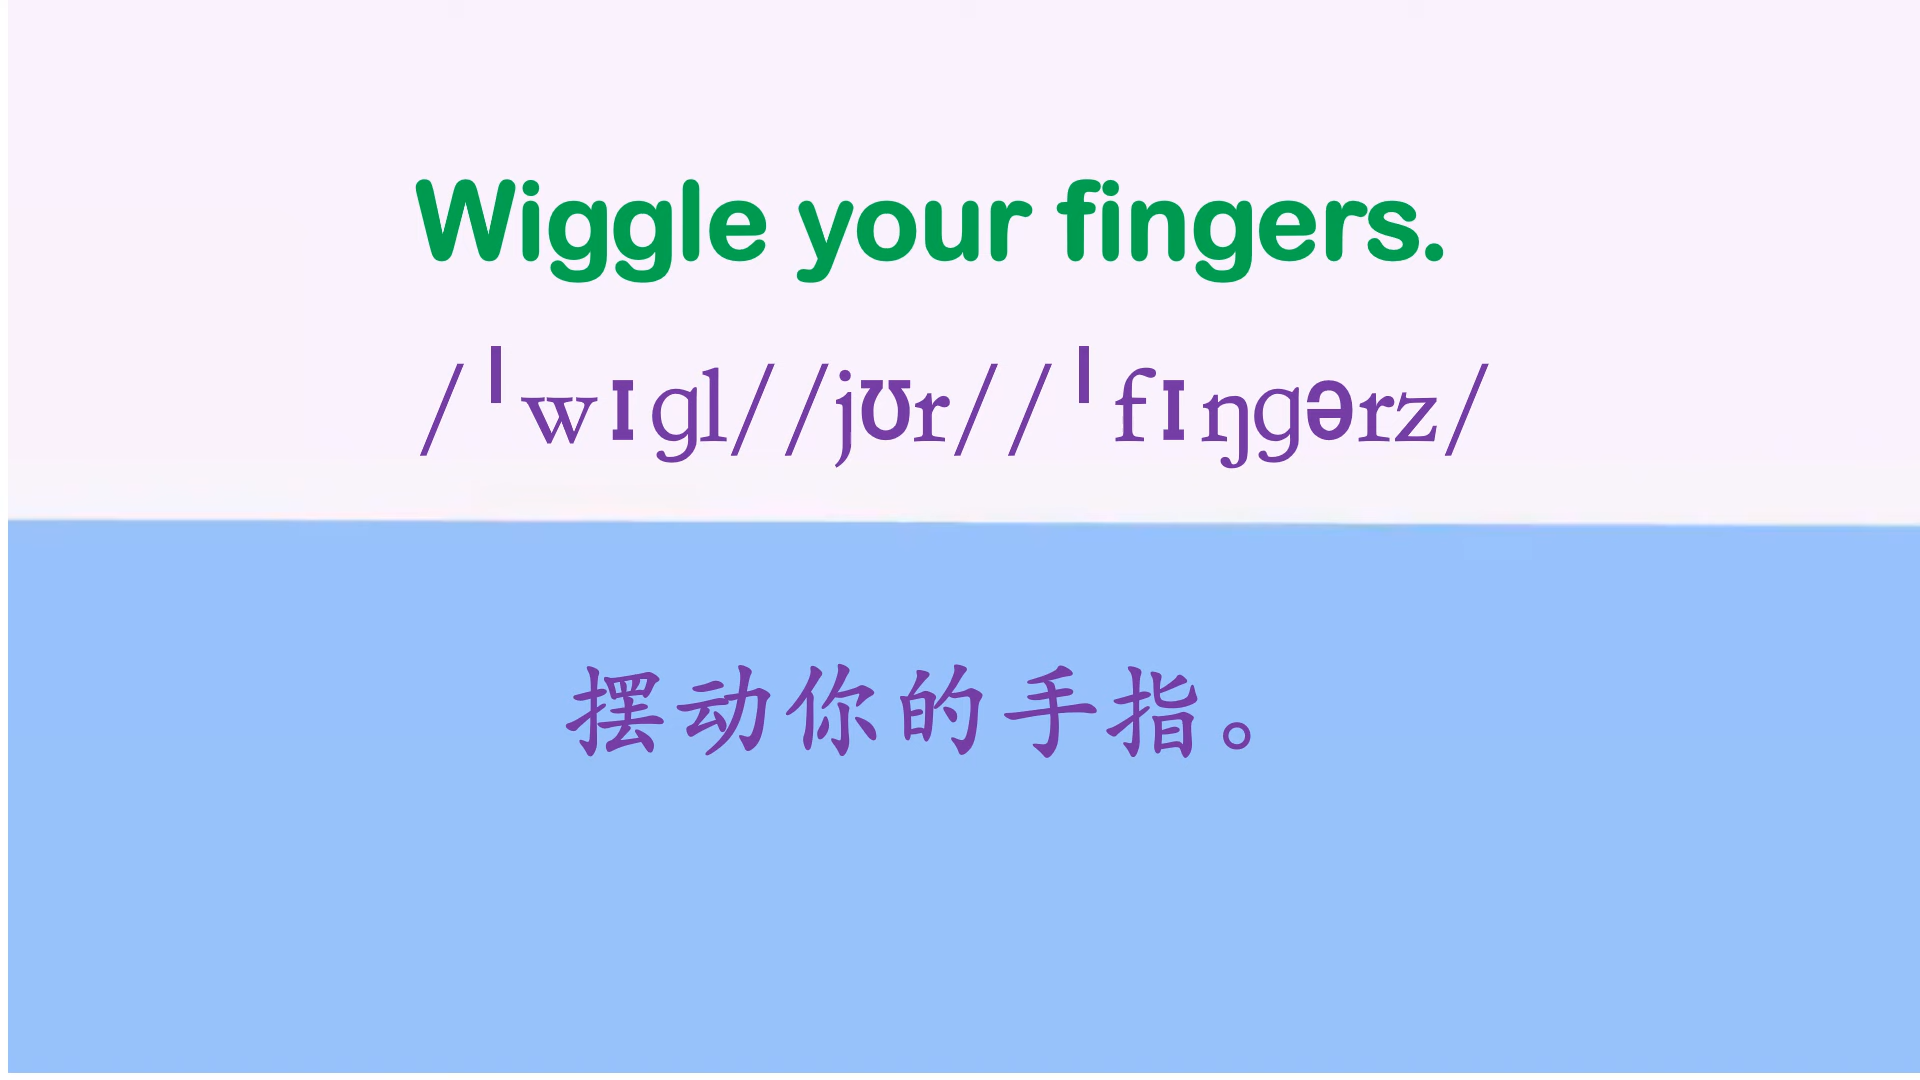 Wiggle your fingers.
/ˈwɪgl//jʊr//ˈfɪŋgərz/
摆动你的手指。